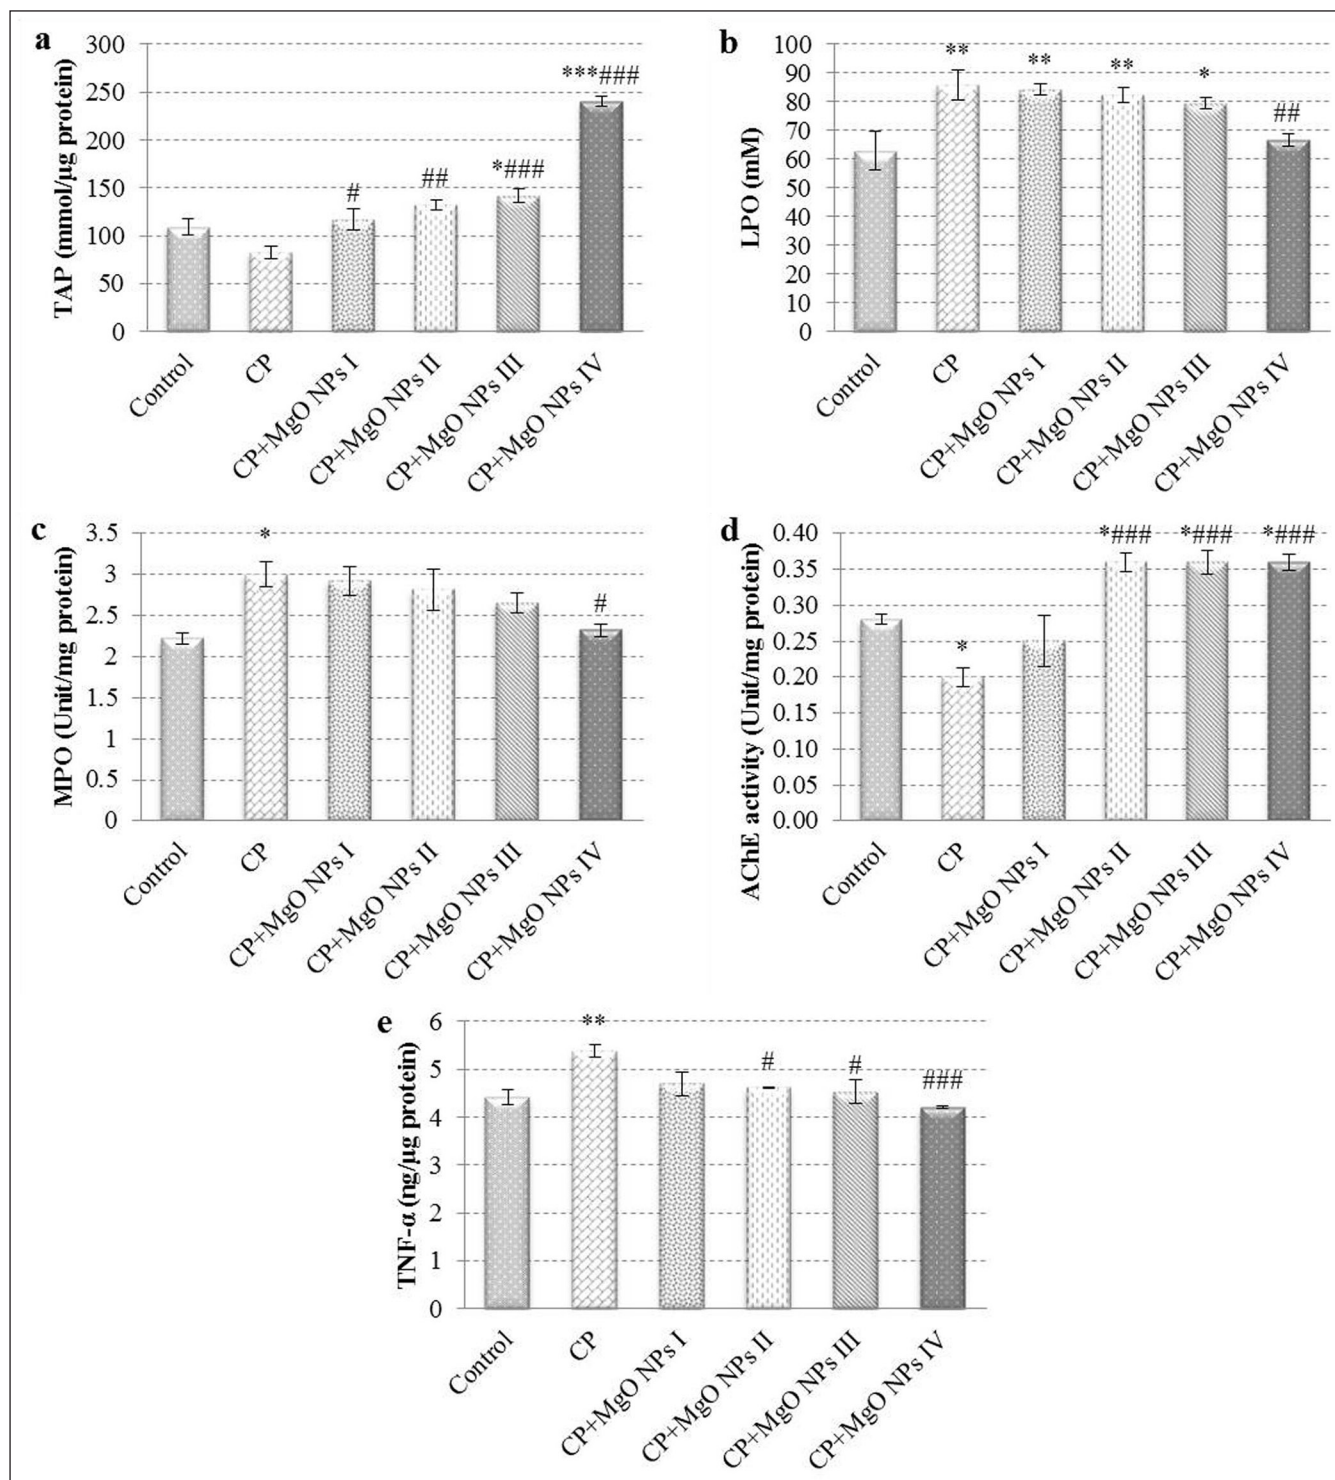 a
TAP (mmol/µg protein)
300
250
200
150
100
50
0
#
##
*###
***###
Control
CP
CP+MgO NPs I
CP+MgO NPs II
CP+MgO NPs III
CP+MgO NPs IV
b
LPO (mM)
100
90
80
70
60
50
40
30
20
10
0
**
**
**
*
##
Control
CP
CP+MgO NPs I
CP+MgO NPs II
CP+MgO NPs III
CP+MgO NPs IV
c
MPO (Unit/mg protein)
3.5
3
2.5
2
1.5
1
0.5
0
*
#
Control
CP
CP+MgO NPs I
CP+MgO NPs II
CP+MgO NPs III
CP+MgO NPs IV
d
AChE activity (Unit/mg protein)
0.40
0.35
0.30
0.25
0.20
0.15
0.10
0.05
0.00
*
*###
*###
*###
Control
CP
CP+MgO NPs I
CP+MgO NPs II
CP+MgO NPs III
CP+MgO NPs IV
e
TNF-α (ng/µg protein)
6
5
4
3
2
1
0
**
#
#
###
Control
CP
CP+MgO NPs I
CP+MgO NPs II
CP+MgO NPs III
CP+MgO NPs IV